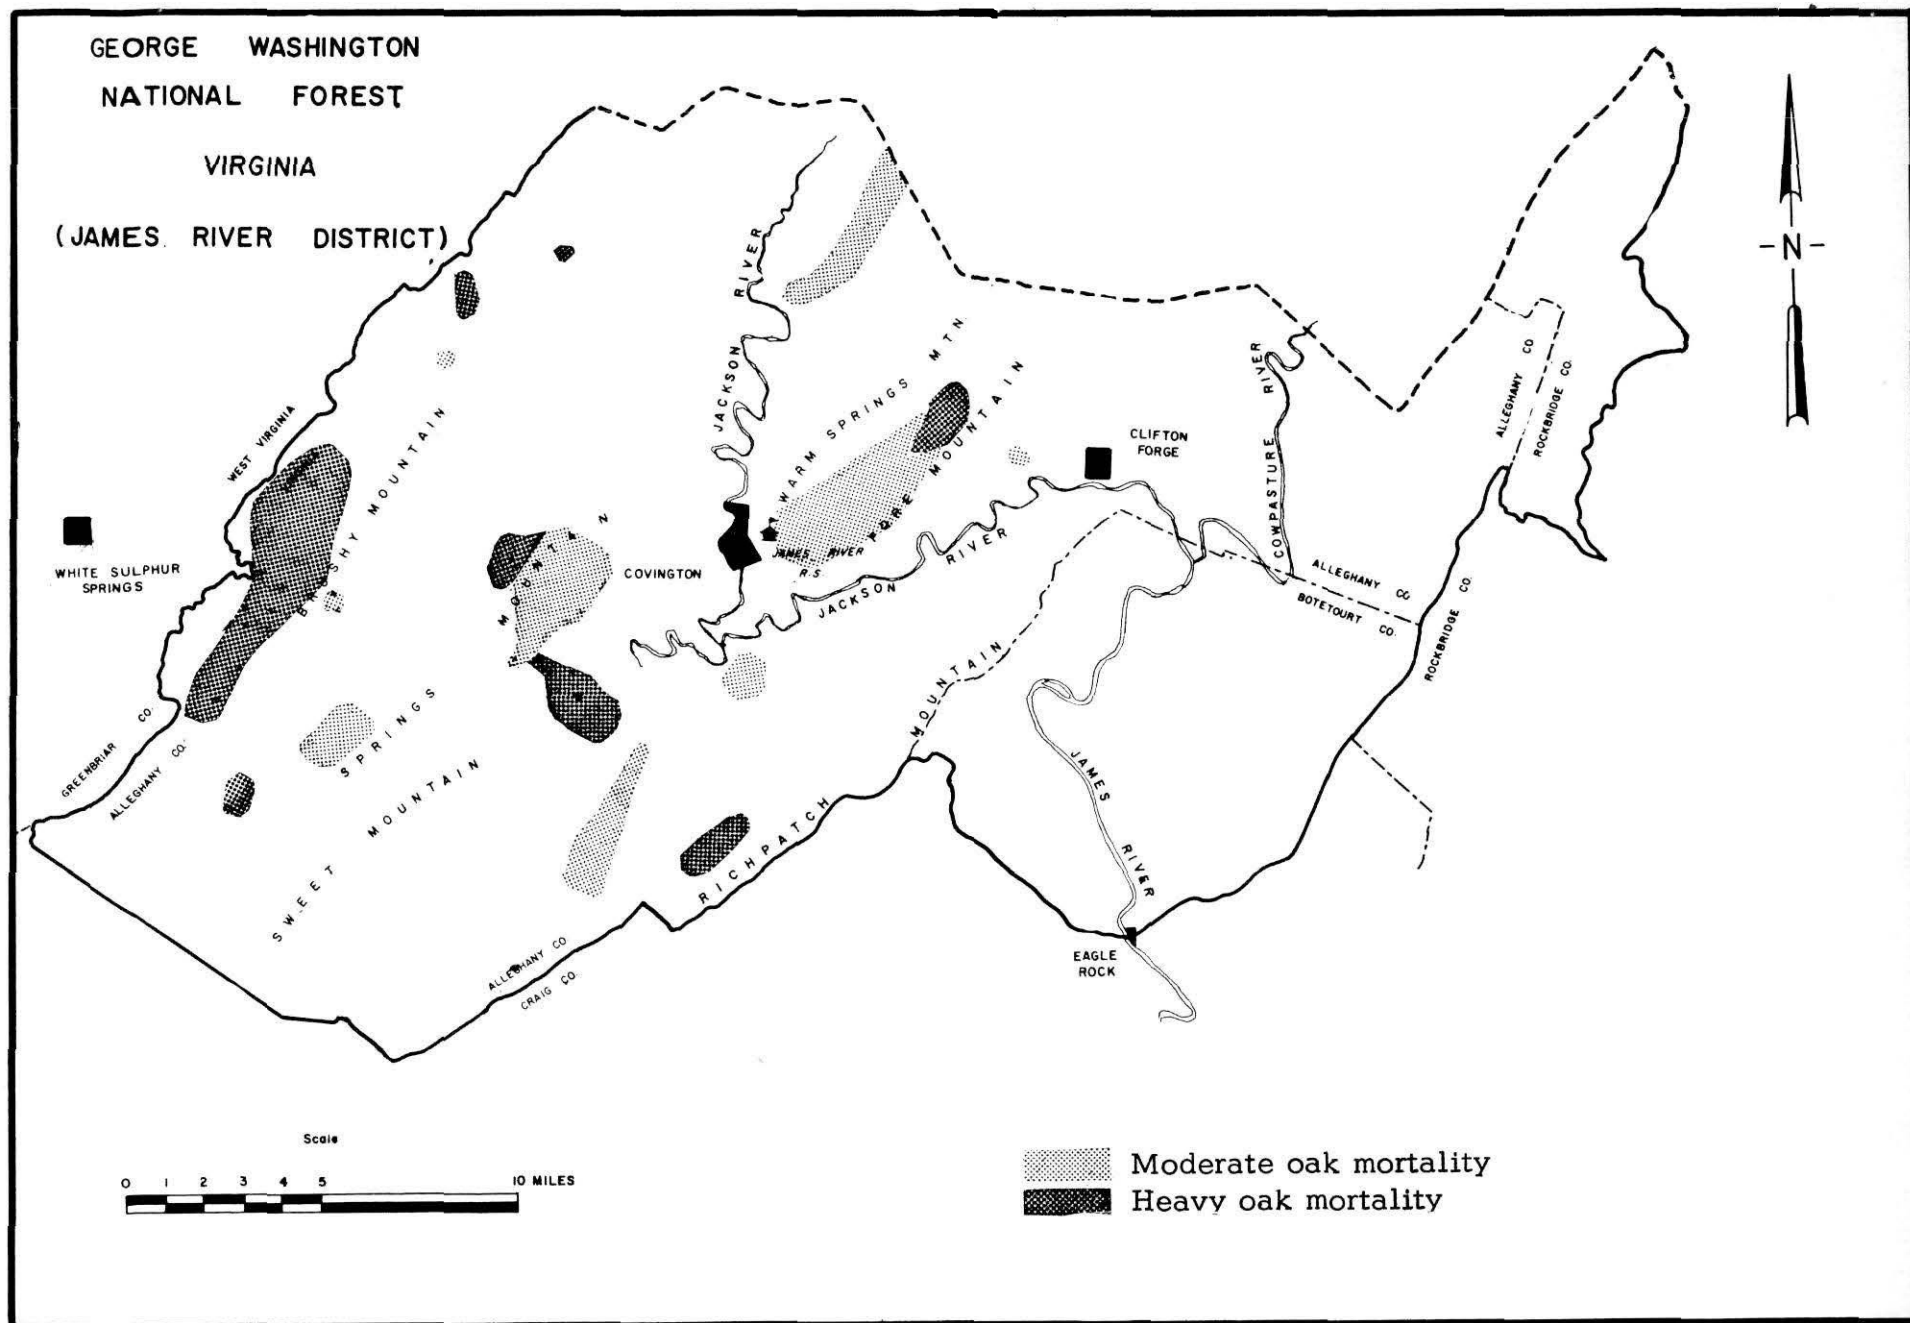 GEORGE WASHINGTON
NATIONAL FOREST
VIRGINIA
(JAMES RIVER DISTRICT)
- N -
JACKSON RIVER
WARM SPRINGS MTN
FORE MOUNTAIN
CLIFTON
FORGE
COWPASTURE RIVER
ALLEGHANY CO
ROCKBRIDGE CO.
WEST VIRGINIA
BRUSHY MOUNTAIN
WHITE SULPHUR
SPRINGS
COVINGTON
JAMES RIVER
R.S.
JACKSON RIVER
ALLEGHANY CO
BOTETOURT CO.
ROCKBRIDGE CO.
GREENBRIAR CO.
ALLEGHANY CO.
SWEET SPRINGS
MOUNTAIN
RICHPATCH MOUNTAIN
JAMES RIVER
ALLEGHANY CO
CRAIG CO.
EAGLE
ROCK
Scale
0 1 2 3 4 5 10 MILES
Moderate oak mortality
Heavy oak mortality